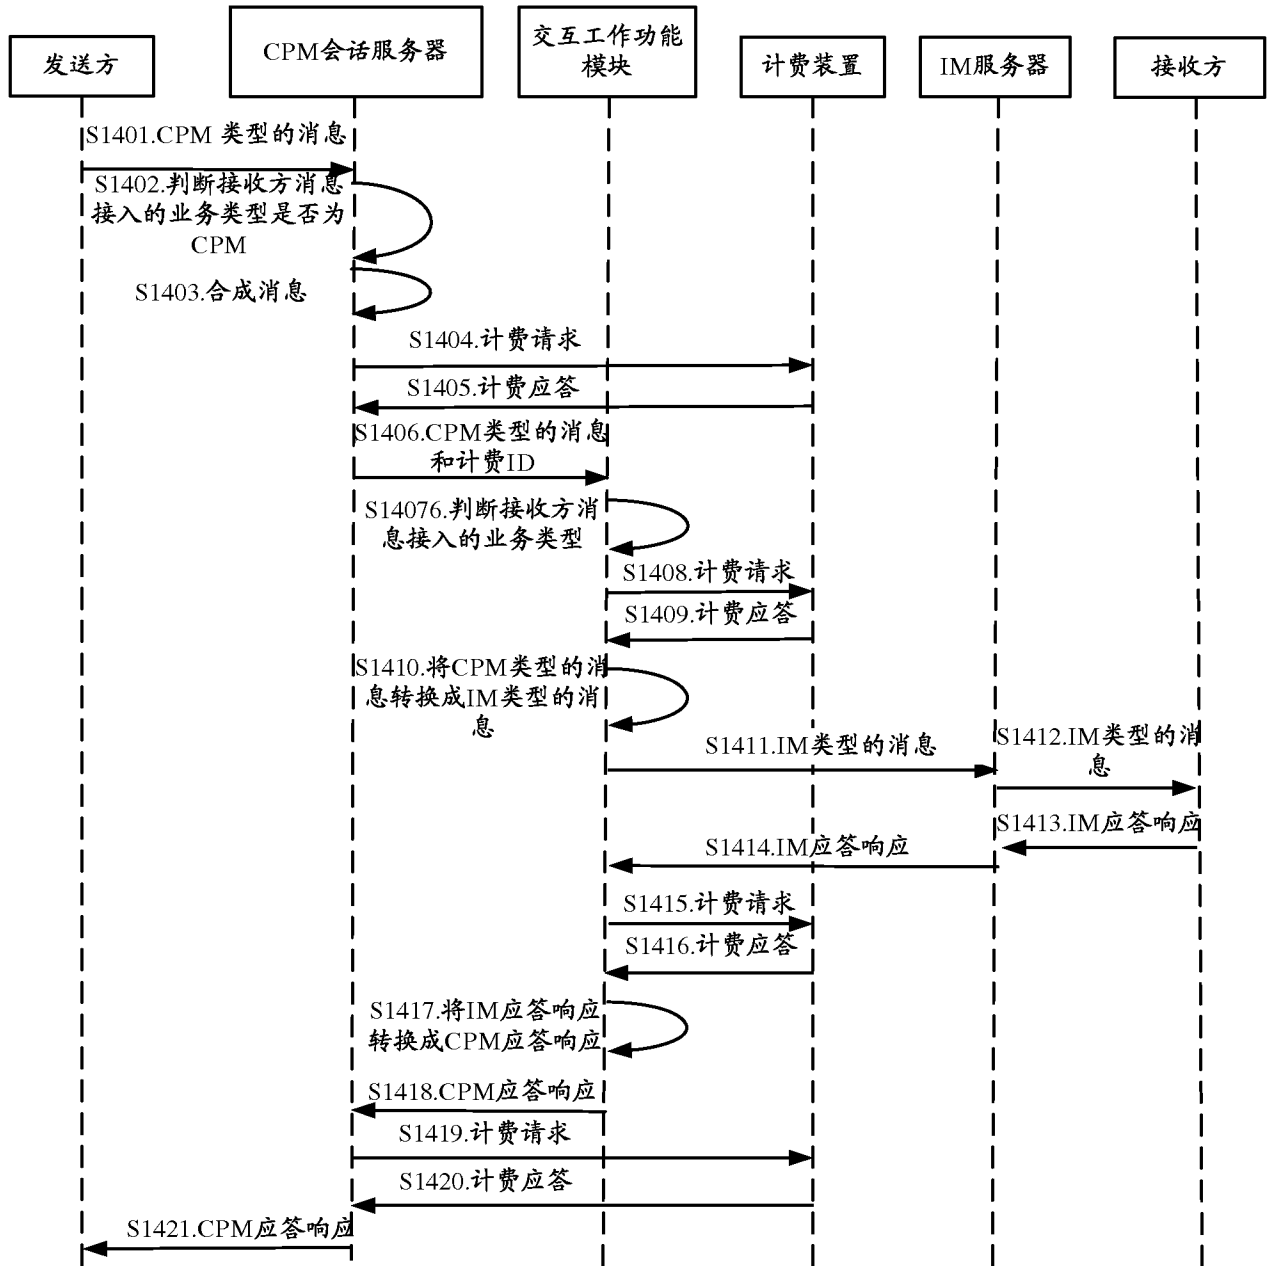 发送方
CPM会话服务器
交互工作功能
模块
计费装置
IM服务器
接收方
S1401.CPM 类型的消息
S1402.判断接收方消息
接入的业务类型是否为
CPM
S1403.合成消息
S1404.计费请求
S1405.计费应答
S1406.CPM类型的消息
和计费ID
S14076.判断接收方消
息接入的业务类型
S1408.计费请求
S1409.计费应答
S1410.将CPM类型的消
息转换成IM类型的消
息
S1411.IM类型的消息
S1412.IM类型的消
息
S1413.IM应答响应
S1414.IM应答响应
S1415.计费请求
S1416.计费应答
S1417.将IM应答响应
转换成CPM应答响应
S1418.CPM应答响应
S1419.计费请求
S1420.计费应答
S1421.CPM应答响应